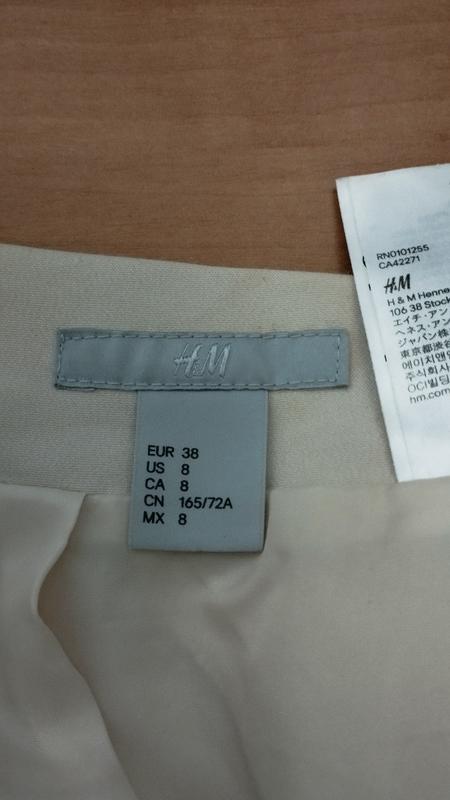 H&M
EUR 38
US 8
CA 8
CN 165/72A
MX 8
RN0101255
CA42271
H&M
H & M Henne
106 38 Stock
エイチ・アン
ヘネス・アン
ジャパン株
東京都渋谷
에이치앤엠
주식회사
OCI빌딩
hm.com